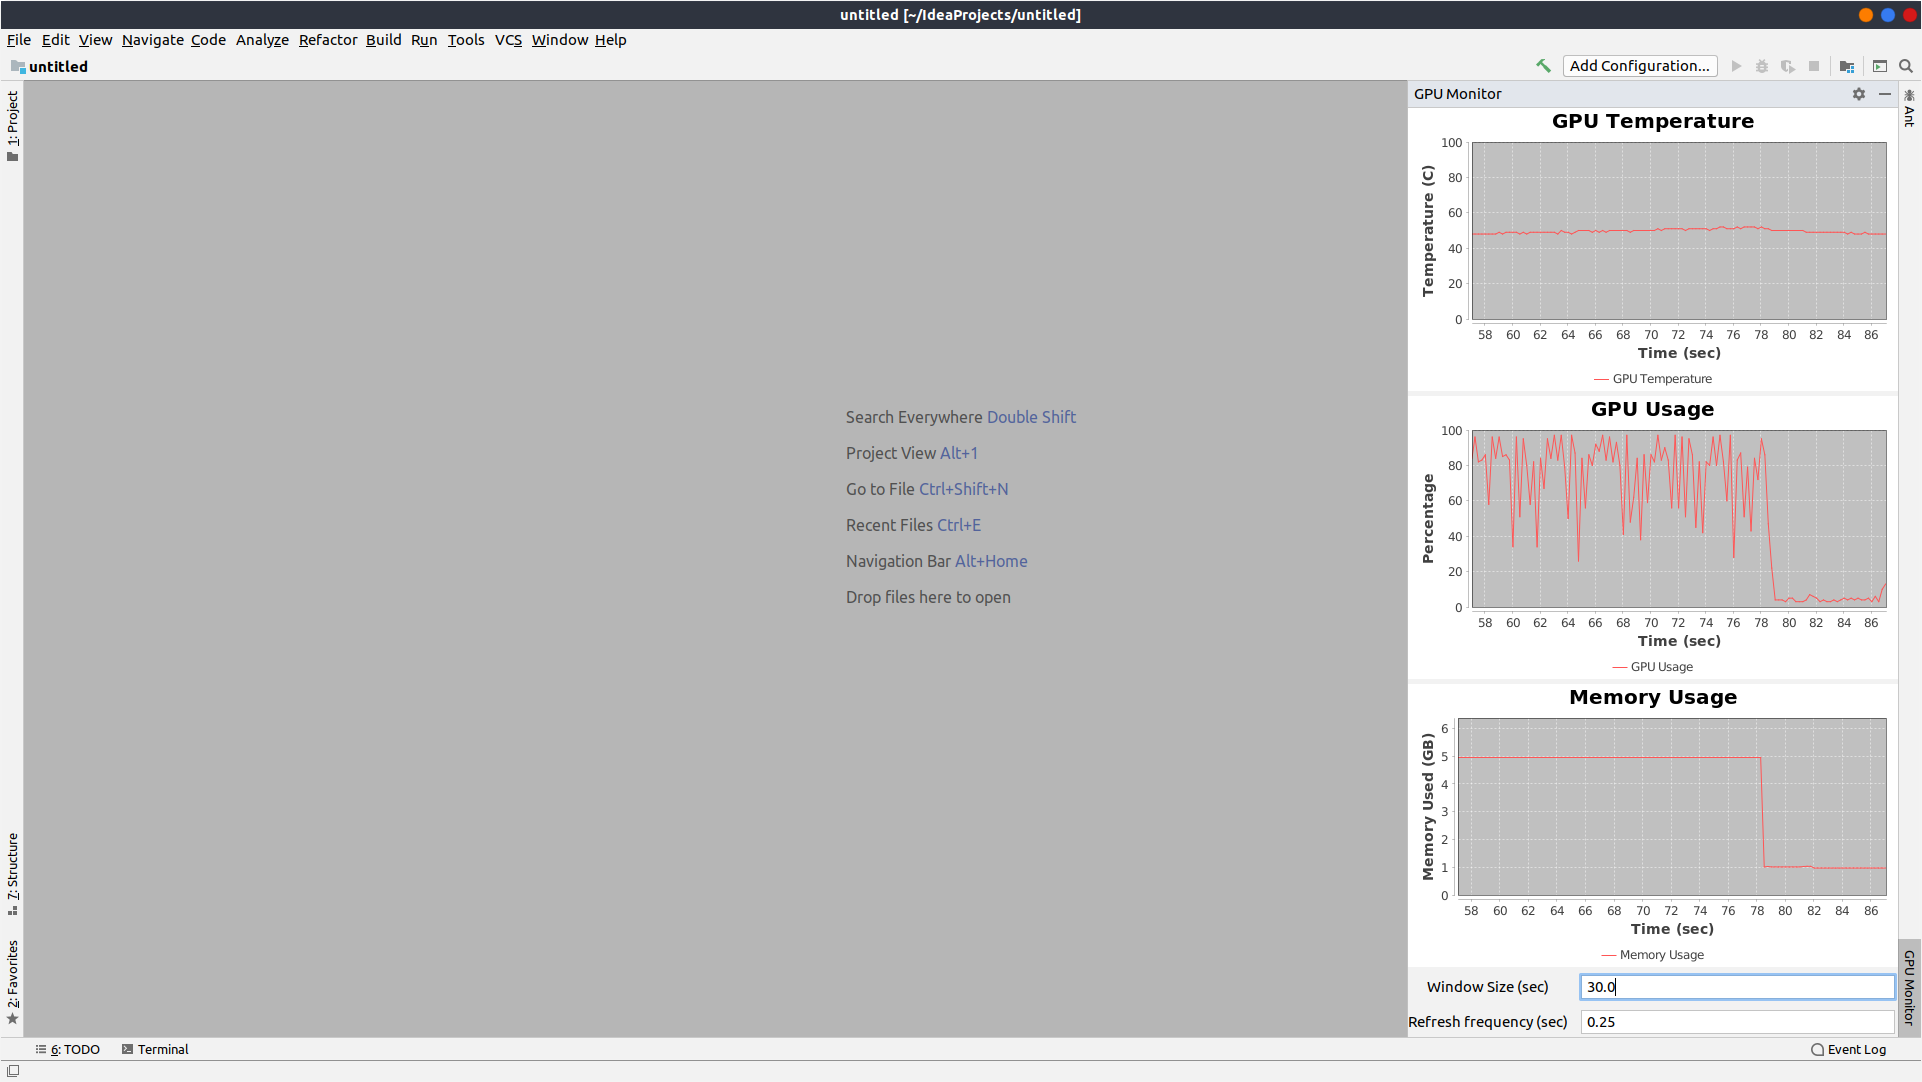 untitled [~/IdeaProjects/untitled]
File Edit View Navigate Code Analyze Refactor Build Run Tools VCS Window Help
untitled
Add Configuration...
1: Project
7: Structure
2: Favorites
Search Everywhere Double Shift
Project View Alt+1
Go to File Ctrl+Shift+N
Recent Files Ctrl+E
Navigation Bar Alt+Home
Drop files here to open
GPU Monitor
GPU Temperature
Temperature (C)
100
80
60
40
20
0
58 60 62 64 66 68 70 72 74 76 78 80 82 84 86
Time (sec)
GPU Temperature
GPU Usage
Percentage
100
80
60
40
20
0
58 60 62 64 66 68 70 72 74 76 78 80 82 84 86
Time (sec)
GPU Usage
Memory Usage
Memory Used (GB)
6
5
4
3
2
1
0
58 60 62 64 66 68 70 72 74 76 78 80 82 84 86
Time (sec)
Memory Usage
Window Size (sec) 30.0
Refresh frequency (sec) 0.25
Ant
GPU Monitor
6: TODO Terminal
Event Log